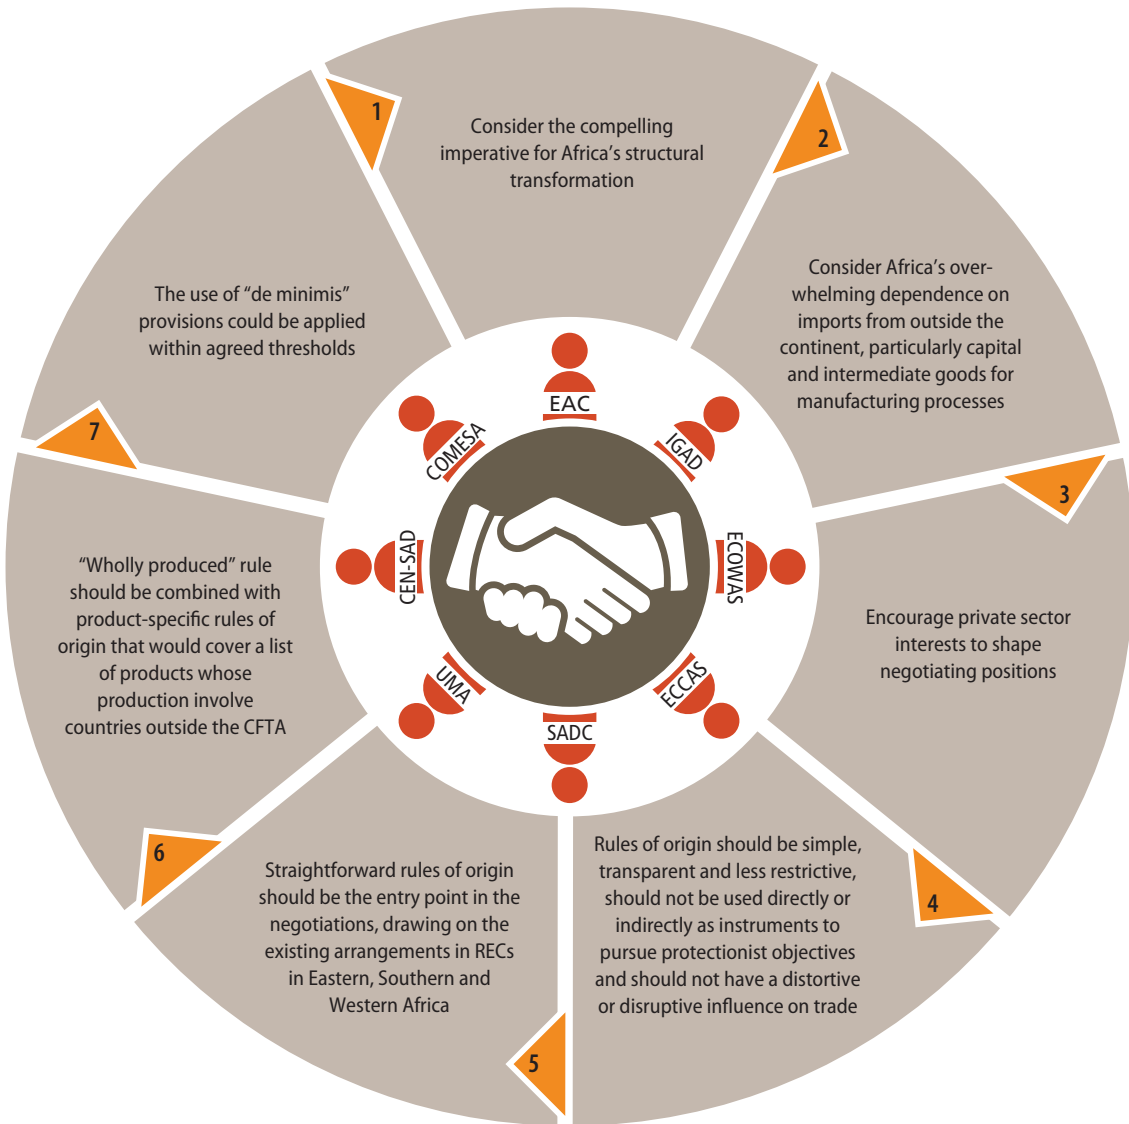 1
Consider the compelling
imperative for Africa’s structural
transformation
2
Consider Africa’s over-
whelming dependence on
imports from outside the
continent, particularly capital
and intermediate goods for
manufacturing processes
3
Encourage private sector
interests to shape
negotiating positions
4
Rules of origin should be simple,
transparent and less restrictive,
should not be used directly or
indirectly as instruments to
pursue protectionist objectives
and should not have a distortive
or disruptive influence on trade
5
Straightforward rules of origin
should be the entry point in the
negotiations, drawing on the
existing arrangements in RECs
in Eastern, Southern and
Western Africa
6
“Wholly produced” rule
should be combined with
product-specific rules of
origin that would cover a list
of products whose
production involve
countries outside the CFTA
7
The use of “de minimis”
provisions could be applied
within agreed thresholds
EAC
IGAD
ECOWAS
ECCAS
SADC
UMA
CEN-SAD
COMESA